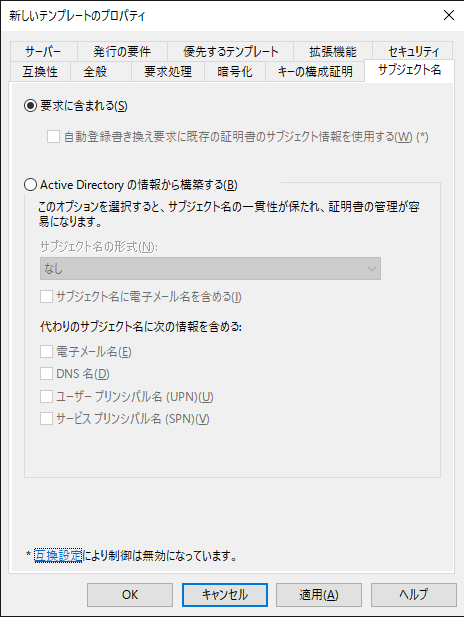 新しいテンプレートのプロパティ
サーバー 発行の要件 優先するテンプレート 拡張機能 セキュリティ
互換性 全般 要求処理 暗号化 キーの構成証明 サブジェクト名
要求に含まれる(S)
自動登録書き換え要求に既存の証明書のサブジェクト情報を使用する(W) (*)
Active Directory の情報から構築する(B)
このオプションを選択すると、サブジェクト名の一貫性が保たれ、証明書の管理が容
易になります。
サブジェクト名の形式(N):
なし
サブジェクト名に電子メール名を含める(I)
代わりのサブジェクト名に次の情報を含める:
電子メール名(E)
DNS 名(D)
ユーザー プリンシパル名 (UPN)(U)
サービス プリンシパル名 (SPN)(V)
* 互換設定により制御は無効になっています。
OK キャンセル 適用(A) ヘルプ